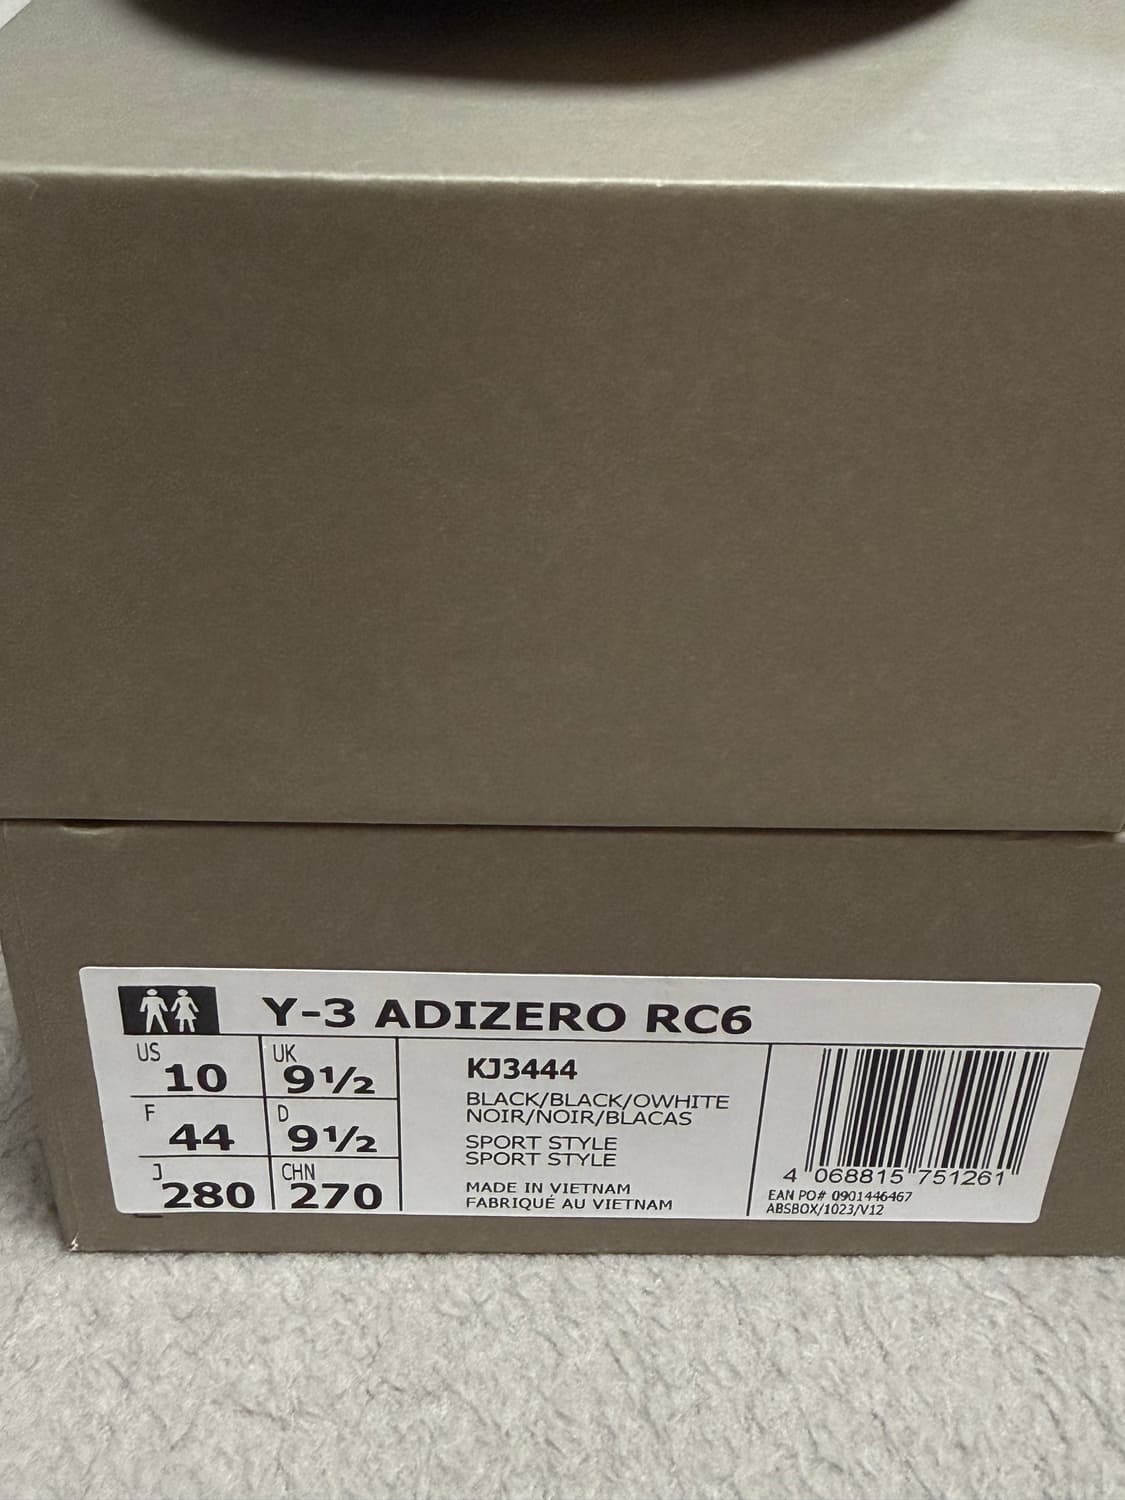 Y-3 ADIZERO RC6
US 10 UK 9½
F 44 D 9½
J 280 CHN 270
KJ3444
BLACK/BLACK/OWHITE
NOIR/NOIR/BLACAS
SPORT STYLE
SPORT STYLE
MADE IN VIETNAM
FABRIQUÉ AU VIETNAM
4 068815 751261
EAN PO# 0901446467
ABSBOX/1023/V12